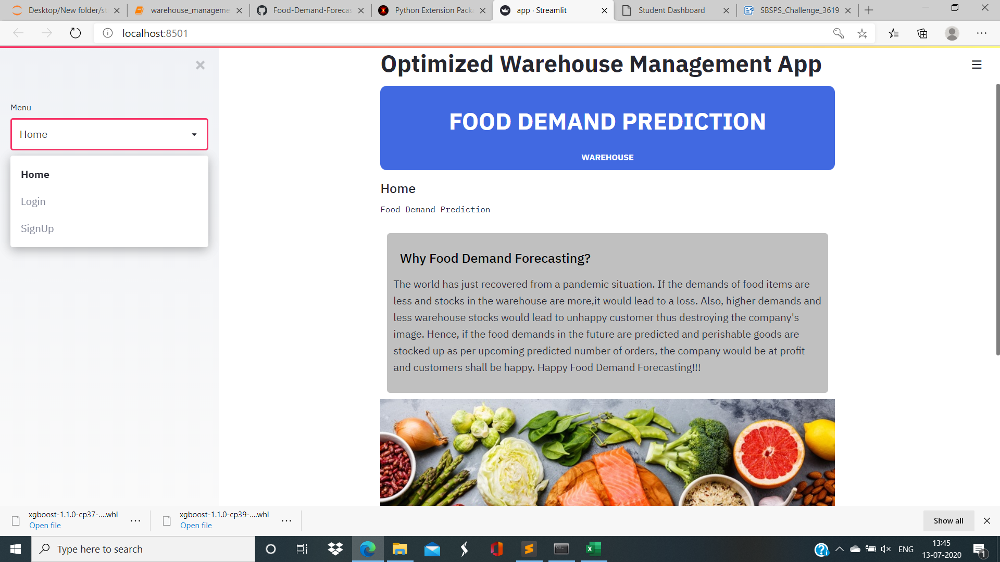 Desktop/New folder/st
warehouse_manageme
Food-Demand-Forecas
Python Extension Packa
app · Streamlit
Student Dashboard
SBSPS_Challenge_3619
localhost:8501
Menu
Home
Home
Login
SignUp
Optimized Warehouse Management App
FOOD DEMAND PREDICTION
WAREHOUSE
Home
Food Demand Prediction
Why Food Demand Forecasting?
The world has just recovered from a pandemic situation. If the demands of food items are
less and stocks in the warehouse are more,it would lead to a loss. Also, higher demands and
less warehouse stocks would lead to unhappy customer thus destroying the company's
image. Hence, if the food demands in the future are predicted and perishable goods are
stocked up as per upcoming predicted number of orders, the company would be at profit
and customers shall be happy. Happy Food Demand Forecasting!!!
xgboost-1.1.0-cp37-....whl
Open file
xgboost-1.1.0-cp39-....whl
Open file
Show all
Type here to search
ENG
13:45
13-07-2020
1